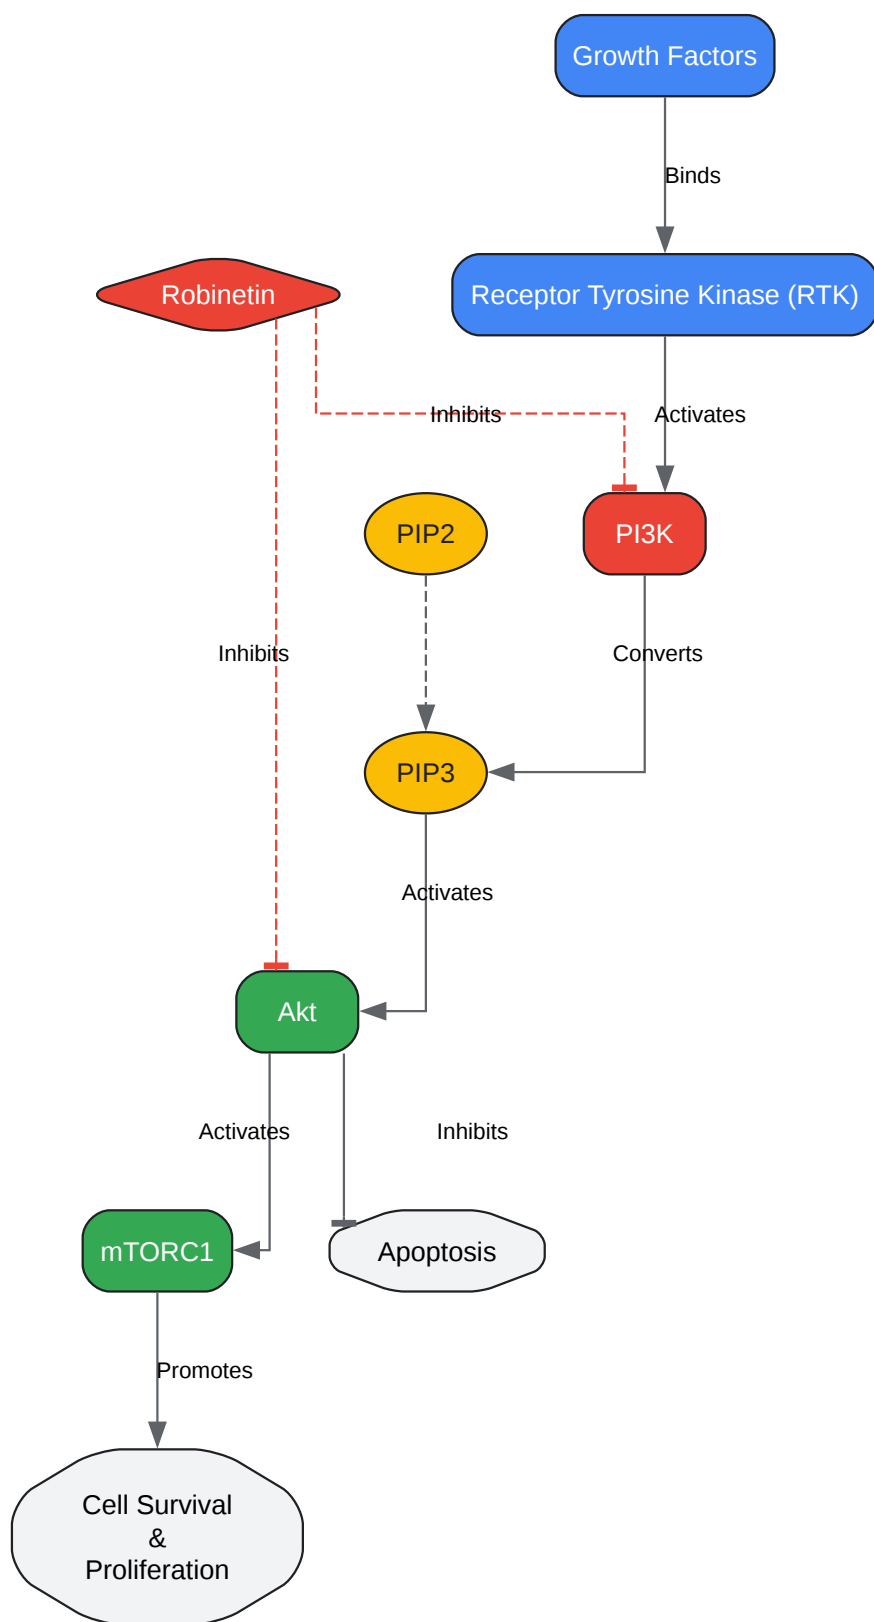 Growth Factors
Binds
Robinetin
Receptor Tyrosine Kinase (RTK)
Inhibits
Activates
PIP2
PI3K
Inhibits
Converts
PIP3
Activates
Akt
Activates
Inhibits
mTORC1
Apoptosis
Promotes
Cell Survival
&
Proliferation